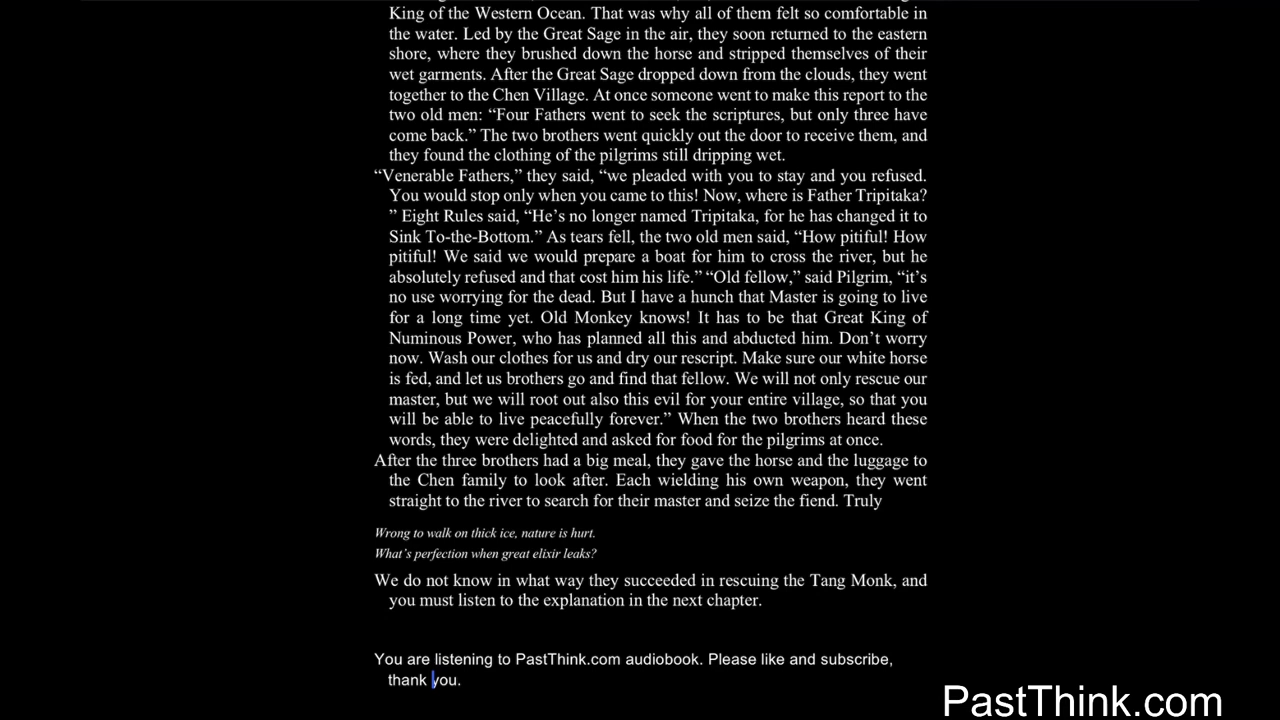 King of the Western Ocean. That was why all of them felt so comfortable in
the water. Led by the Great Sage in the air, they soon returned to the eastern
shore, where they brushed down the horse and stripped themselves of their
wet garments. After the Great Sage dropped down from the clouds, they went
together to the Chen Village. At once someone went to make this report to the
two old men: “Four Fathers went to seek the scriptures, but only three have
come back.” The two brothers went quickly out the door to receive them, and
they found the clothing of the pilgrims still dripping wet.
“Venerable Fathers,” they said, “we pleaded with you to stay and you refused.
You would stop only when you came to this! Now, where is Father Tripitaka?
” Eight Rules said, “He’s no longer named Tripitaka, for he has changed it to
Sink To-the-Bottom.” As tears fell, the two old men said, “How pitiful! How
pitiful! We said we would prepare a boat for him to cross the river, but he
absolutely refused and that cost him his life.” “Old fellow,” said Pilgrim, “it’s
no use worrying for the dead. But I have a hunch that Master is going to live
for a long time yet. Old Monkey knows! It has to be that Great King of
Numinous Power, who has planned all this and abducted him. Don’t worry
now. Wash our clothes for us and dry our rescript. Make sure our white horse
is fed, and let us brothers go and find that fellow. We will not only rescue our
master, but we will root out also this evil for your entire village, so that you
will be able to live peacefully forever.” When the two brothers heard these
words, they were delighted and asked for food for the pilgrims at once.
After the three brothers had a big meal, they gave the horse and the luggage to
the Chen family to look after. Each wielding his own weapon, they went
straight to the river to search for their master and seize the fiend. Truly
Wrong to walk on thick ice, nature is hurt.
What’s perfection when great elixir leaks?
We do not know in what way they succeeded in rescuing the Tang Monk, and
you must listen to the explanation in the next chapter.
You are listening to PastThink.com audiobook. Please like and subscribe,
thank you.
PastThink.com